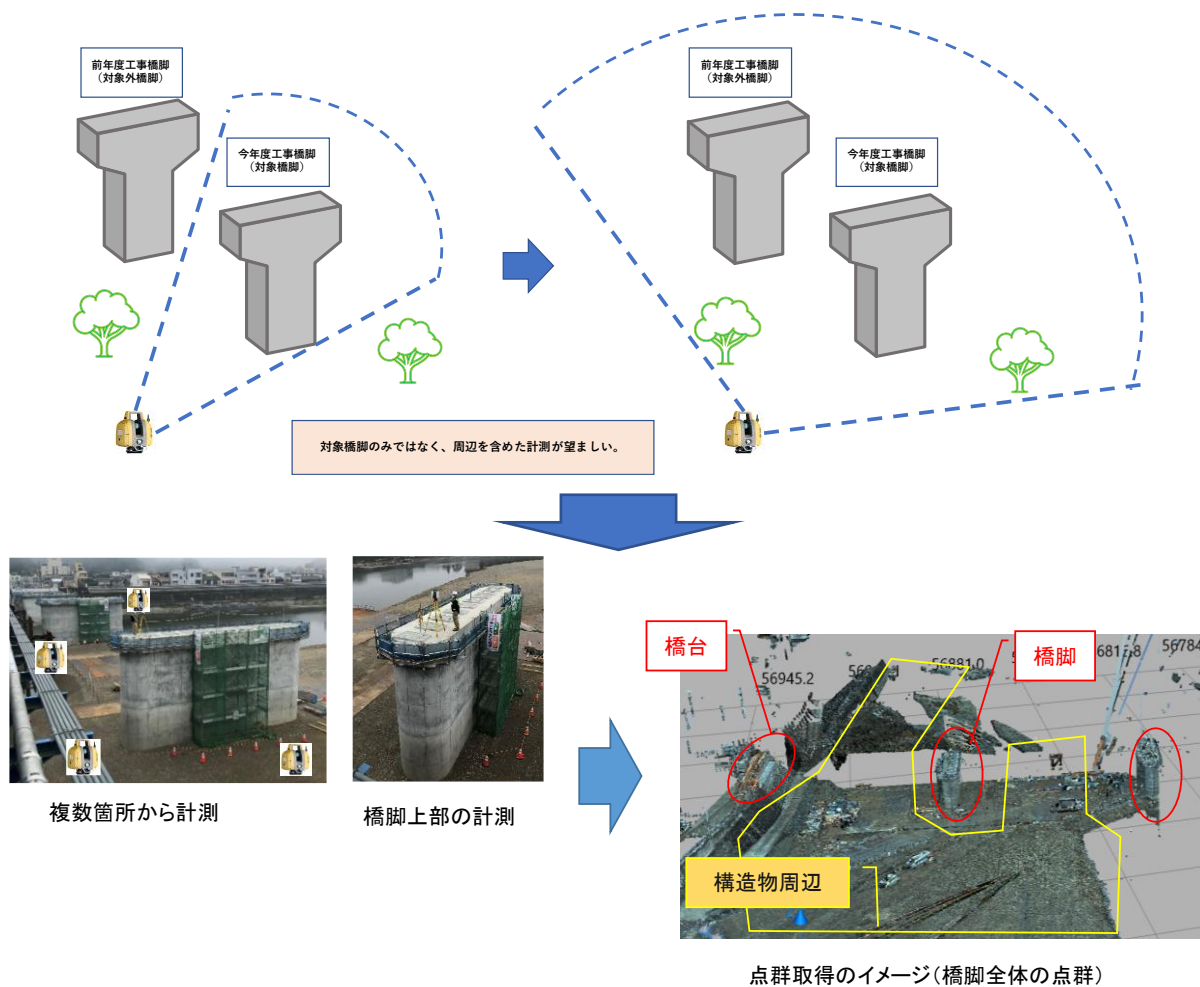 前年度工事橋脚
（対象外橋脚）
今年度工事橋脚
（対象橋脚）
前年度工事橋脚
（対象外橋脚）
今年度工事橋脚
（対象橋脚）
対象橋脚のみではなく、周辺を含めた計測が望ましい。
複数箇所から計測
橋脚上部の計測
橋台
橋脚
56945.2
56881.0
56784
構造物周辺
点群取得のイメージ（橋脚全体の点群）